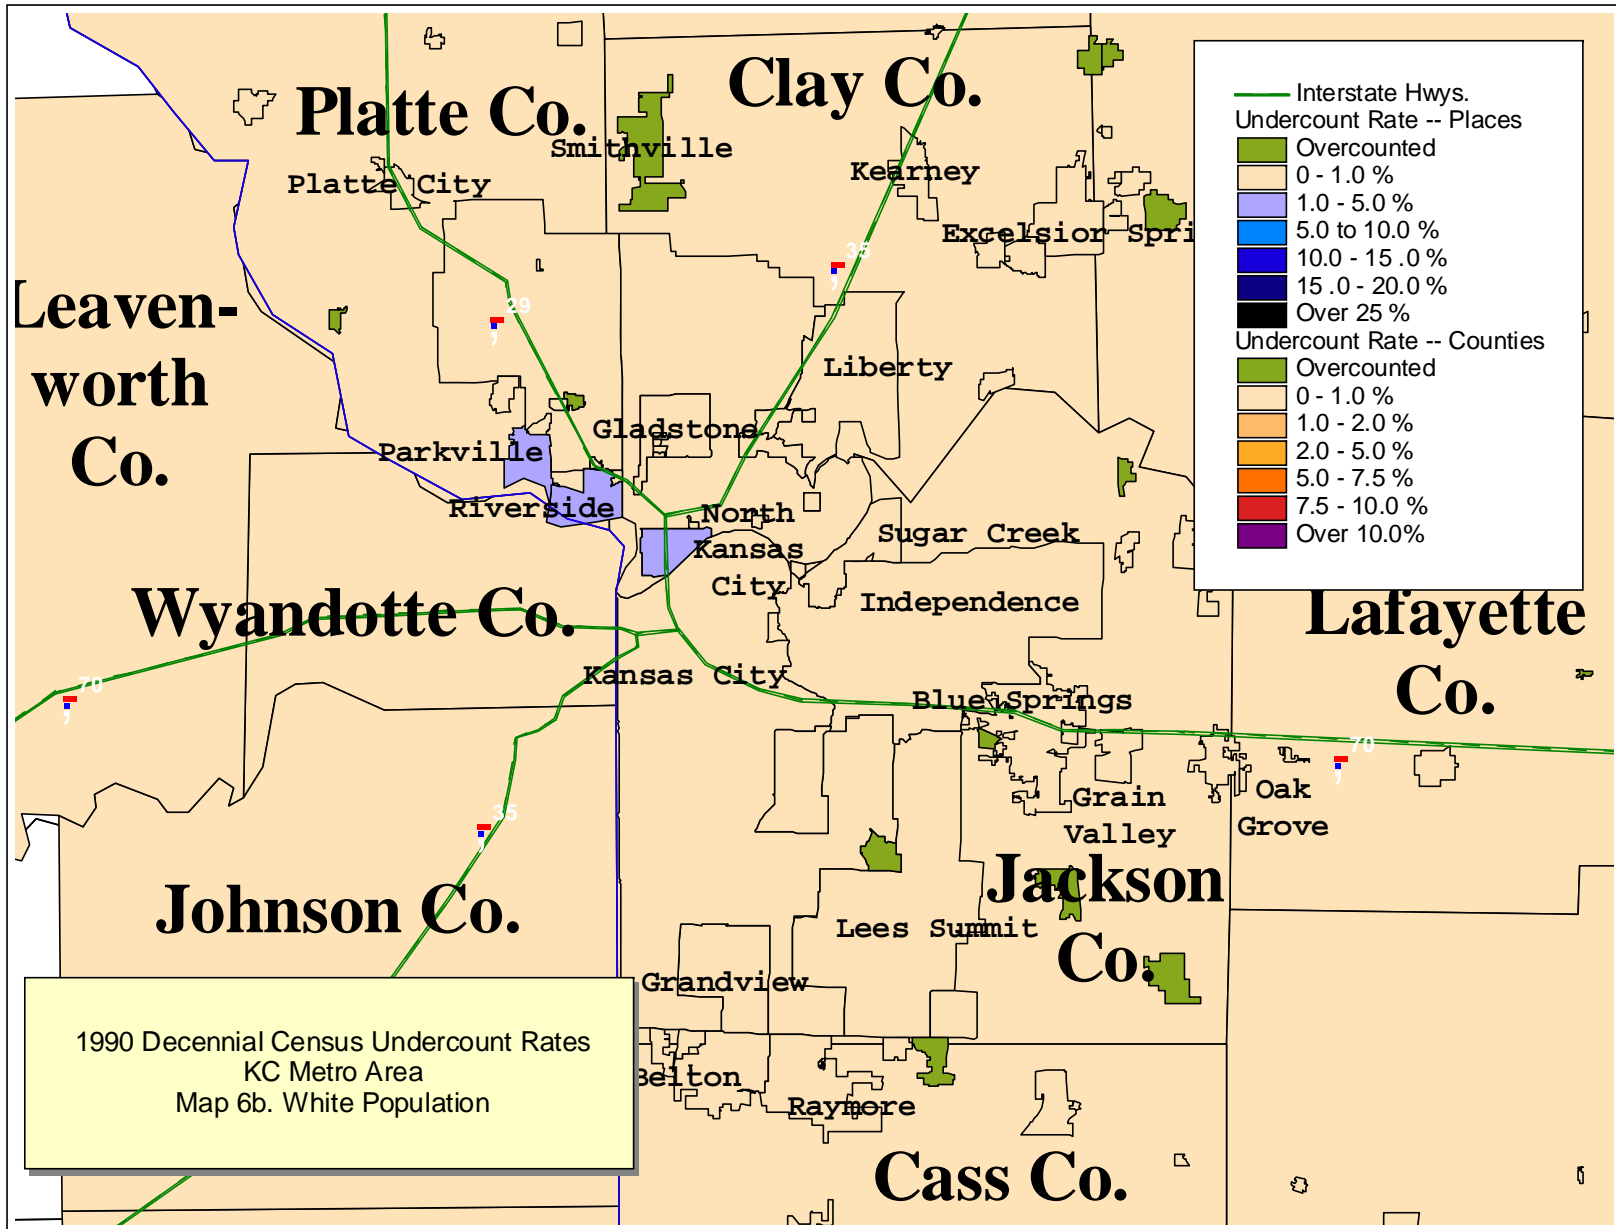 Platte Co.
Clay Co.
Smithville
Platte City
Kearney
Excelsior Spri
35
29
Leaven-
worth
Co.
Liberty
Gladstone
Parkville
Riverside
North
Kansas
City
Sugar Creek
Independence
Wyandotte Co.
Kansas City
Lafayette
Co.
70
Blue Springs
70
Oak
Grove
Grain
Valley
35
Johnson Co.
Jackson
Co.
Lees Summit
Grandview
Belton
Raymore
Cass Co.
Interstate Hwys.
Undercount Rate -- Places
Overcounted
0 - 1.0 %
1.0 - 5.0 %
5.0 to 10.0 %
10.0 - 15 .0 %
15 .0 - 20.0 %
Over 25 %
Undercount Rate -- Counties
Overcounted
0 - 1.0 %
1.0 - 2.0 %
2.0 - 5.0 %
5.0 - 7.5 %
7.5 - 10.0 %
Over 10.0%
1990 Decennial Census Undercount Rates
KC Metro Area
Map 6b. White Population